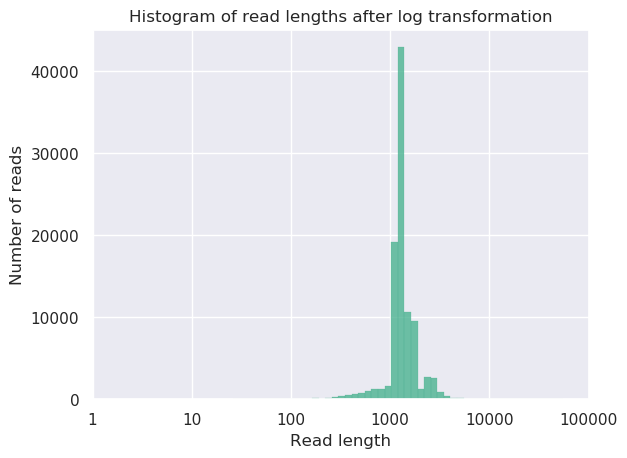 Histogram of read lengths after log transformation
40000
30000
20000
10000
0
Number of reads
1 10 100 1000 10000 100000
Read length